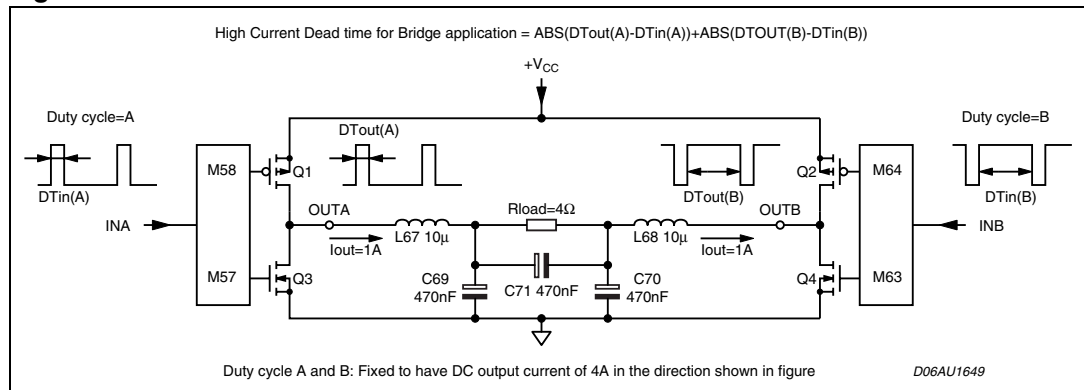 High Current Dead time for Bridge application = ABS(DTout(A)-DTin(A))+ABS(DTOUT(B)-DTin(B))
+VCC
Duty cycle=A
DTout(A)
Duty cycle=B
M58
Q1
Q2
M64
DTin(A)
DTout(B)
DTin(B)
INA
OUTA
Rload=4Ω
OUTB
INB
Iout=1A
L67 10µ
L68 10µ
Iout=1A
M57
Q3
C69
470nF
C71 470nF
C70
470nF
Q4
M63
Duty cycle A and B: Fixed to have DC output current of 4A in the direction shown in figure
D06AU1649